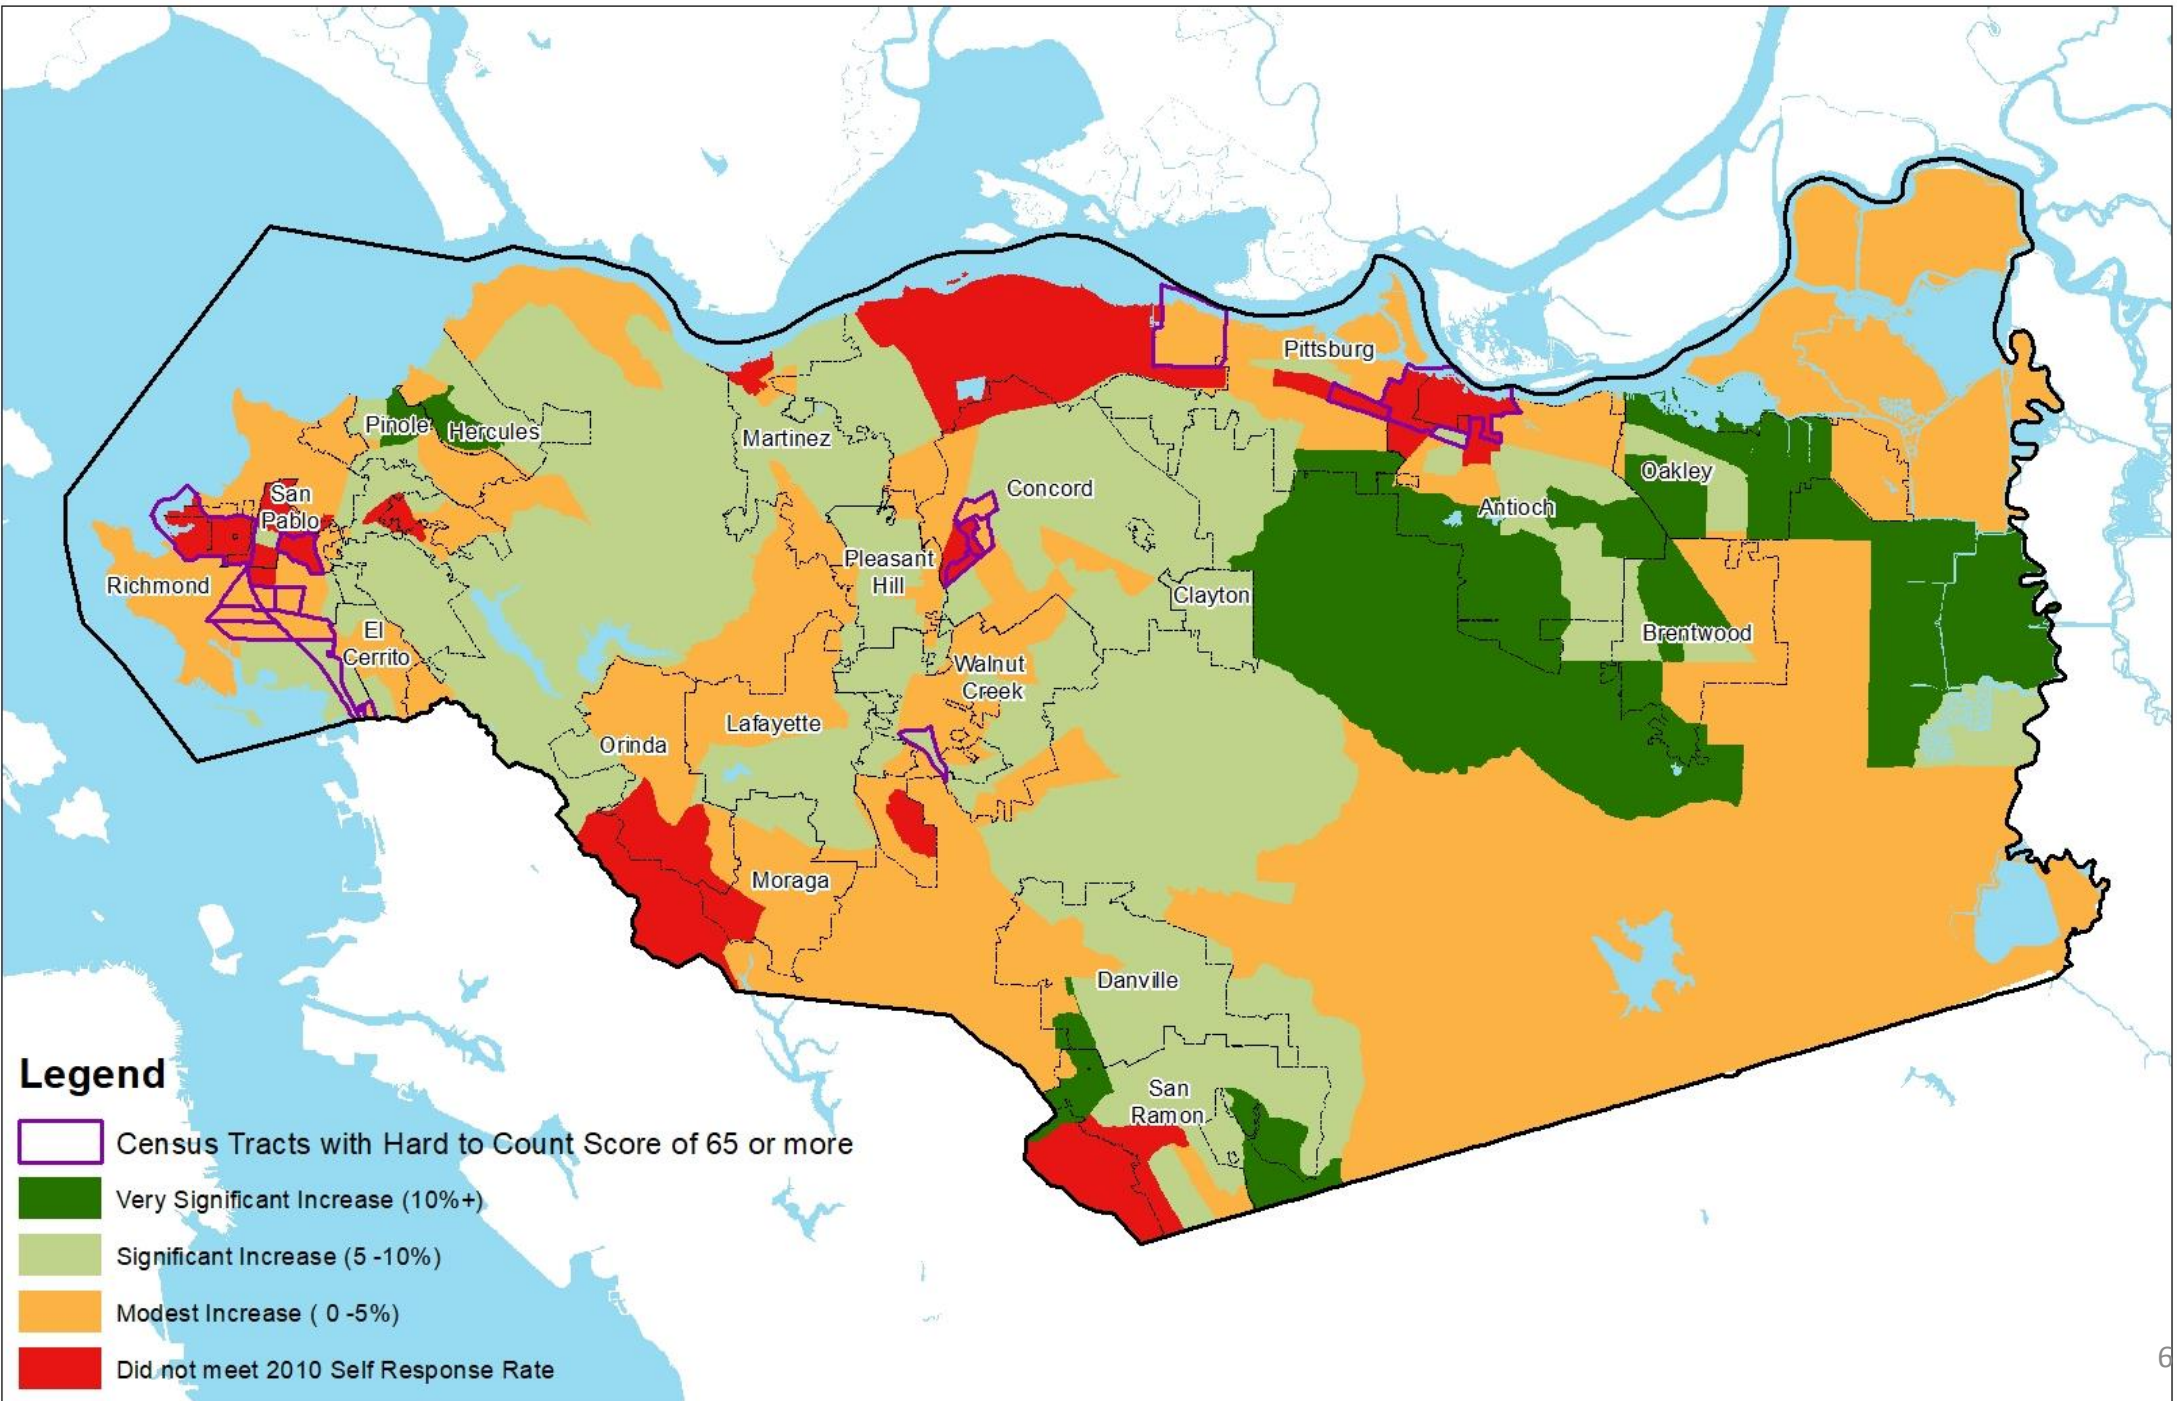 Pittsburg
Pinole
Hercules
Martinez
Oakley
Concord
San
Pablo
Antioch
Pleasant
Hill
Richmond
Clayton
El
Cerrito
Brentwood
Walnut
Creek
Lafayette
Orinda
Moraga
Danville
San
Ramon
Legend
Census Tracts with Hard to Count Score of 65 or more
Very Significant Increase (10%+)
Significant Increase (5 -10%)
Modest Increase ( 0 -5%)
Did not meet 2010 Self Response Rate
6